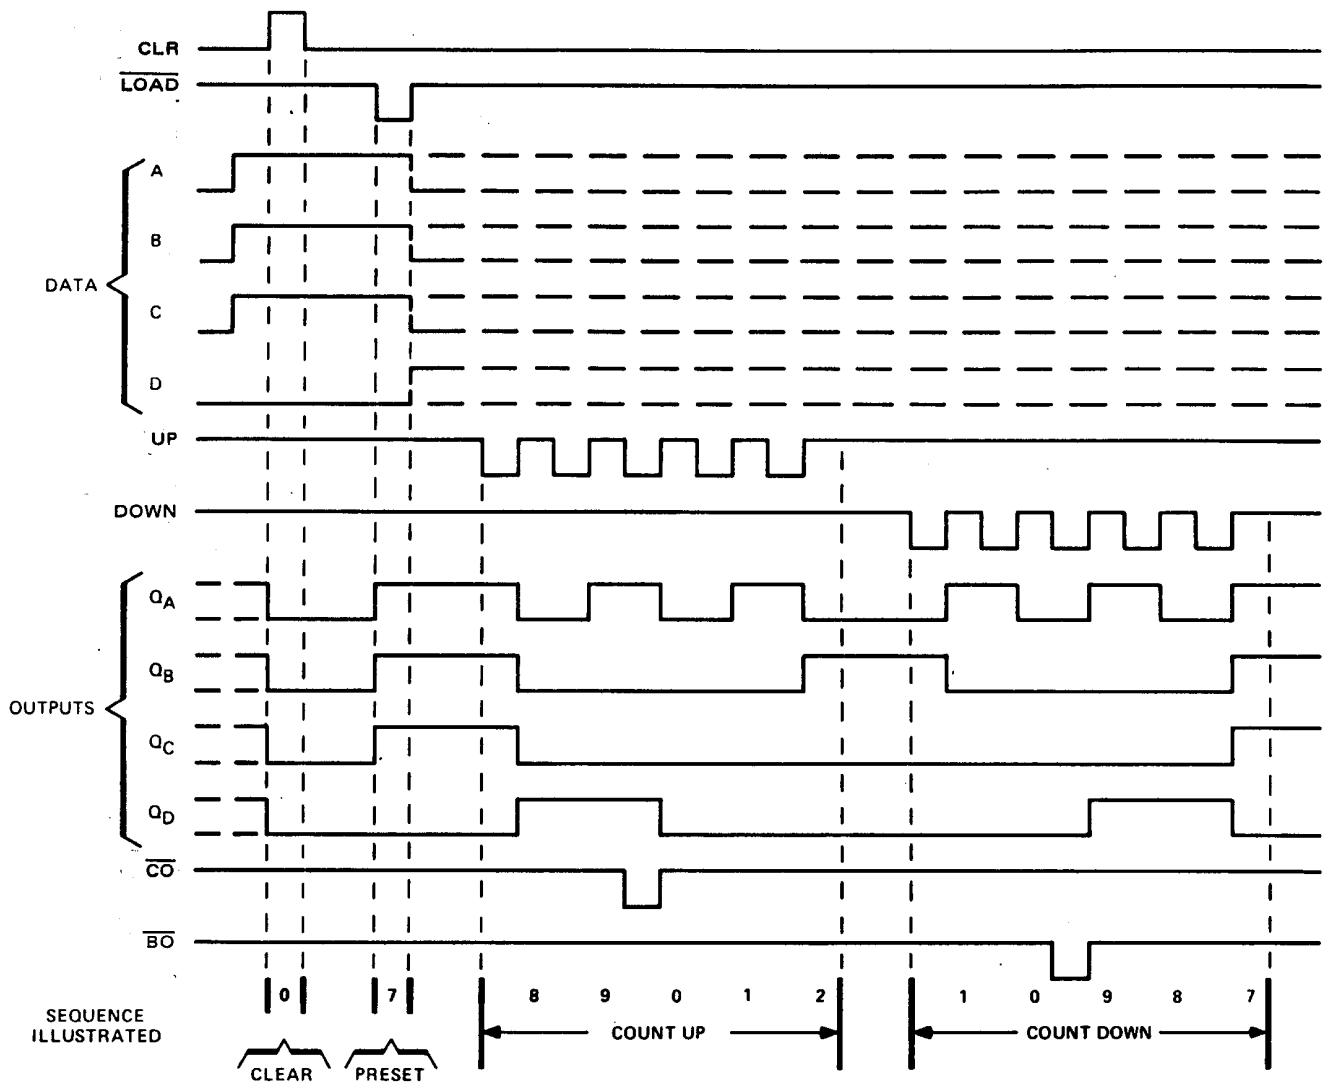 CLR
LOAD
A
B
DATA
C
D
UP
DOWN
QA
QB
OUTPUTS
QC
QD
CO
BO
0 7 8 9 0 1 2 1 0 9 8 7
SEQUENCE
ILLUSTRATED
COUNT UP COUNT DOWN
CLEAR PRESET